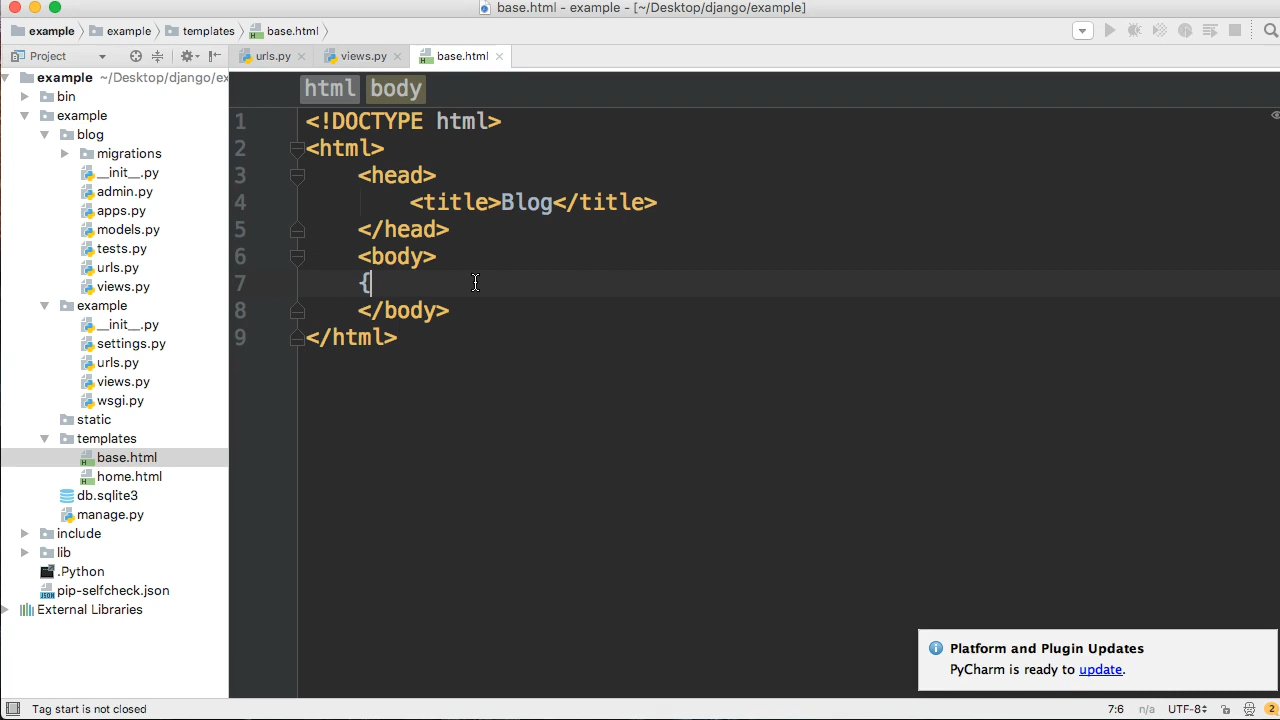 base.html - example - [~/Desktop/django/example]
example example templates base.html
Project urls.py views.py base.html
example ~/Desktop/django/ex
bin
example
blog
migrations
__init__.py
admin.py
apps.py
models.py
tests.py
urls.py
views.py
example
__init__.py
settings.py
urls.py
views.py
wsgi.py
static
templates
base.html
home.html
db.sqlite3
manage.py
include
lib
.Python
pip-selfcheck.json
External Libraries
html body
1 <!DOCTYPE html>
2 <html>
3 <head>
4 <title>Blog</title>
5 </head>
6 <body>
7 {
8 </body>
9 </html>
Platform and Plugin Updates
PyCharm is ready to update.
Tag start is not closed 7:6 n/a UTF-8 2